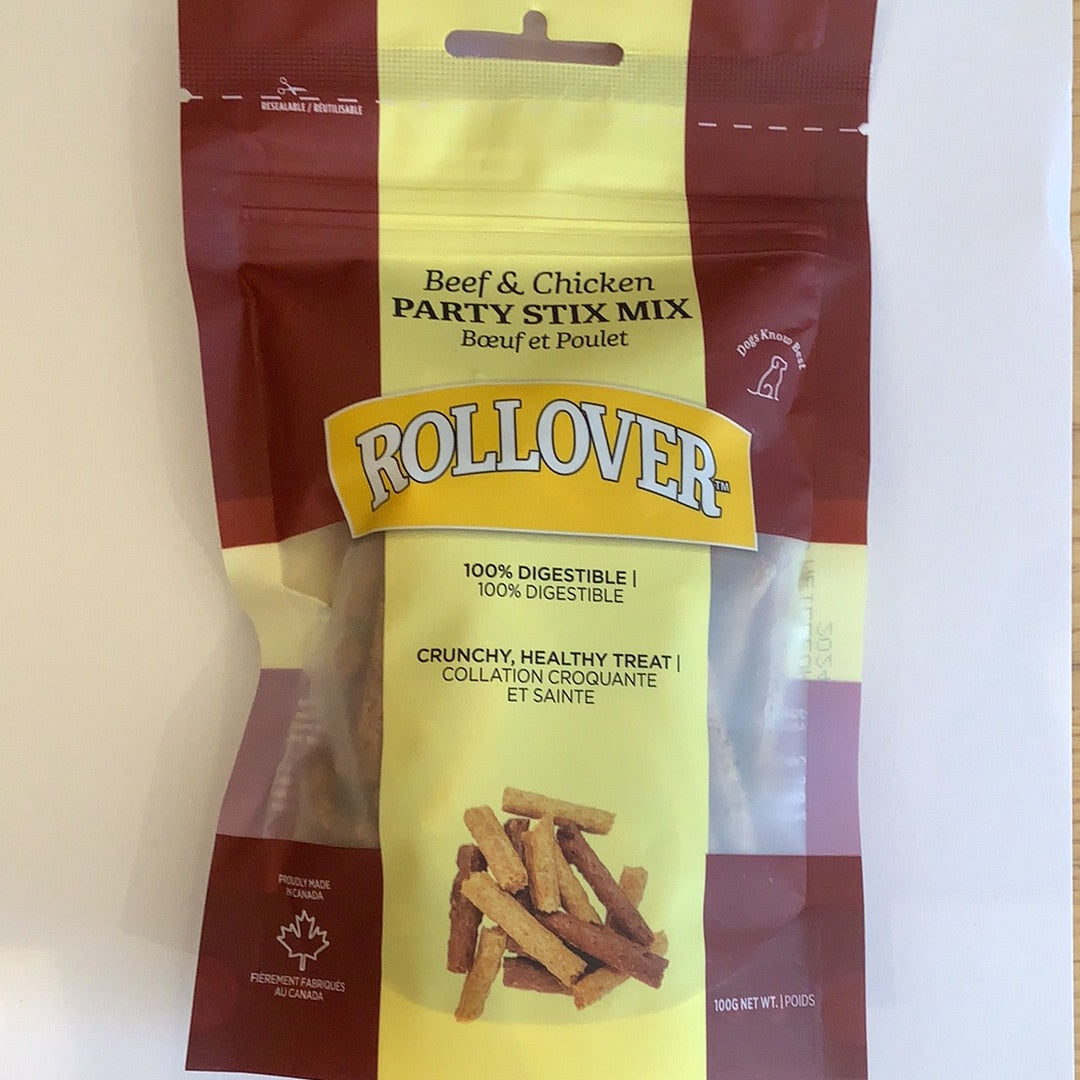 RESEALABLE / RÉUTILISABLE
Beef & Chicken
PARTY STIX MIX
Bœuf et Poulet
Dogs Know Best
ROLLOVER™
100% DIGESTIBLE |
100% DIGESTIBLE
CRUNCHY, HEALTHY TREAT |
COLLATION CROQUANTE
ET SAINTE
PROUDLY MADE
IN CANADA
FIÈREMENT FABRIQUÉS
AU CANADA
100G NET WT. | POIDS